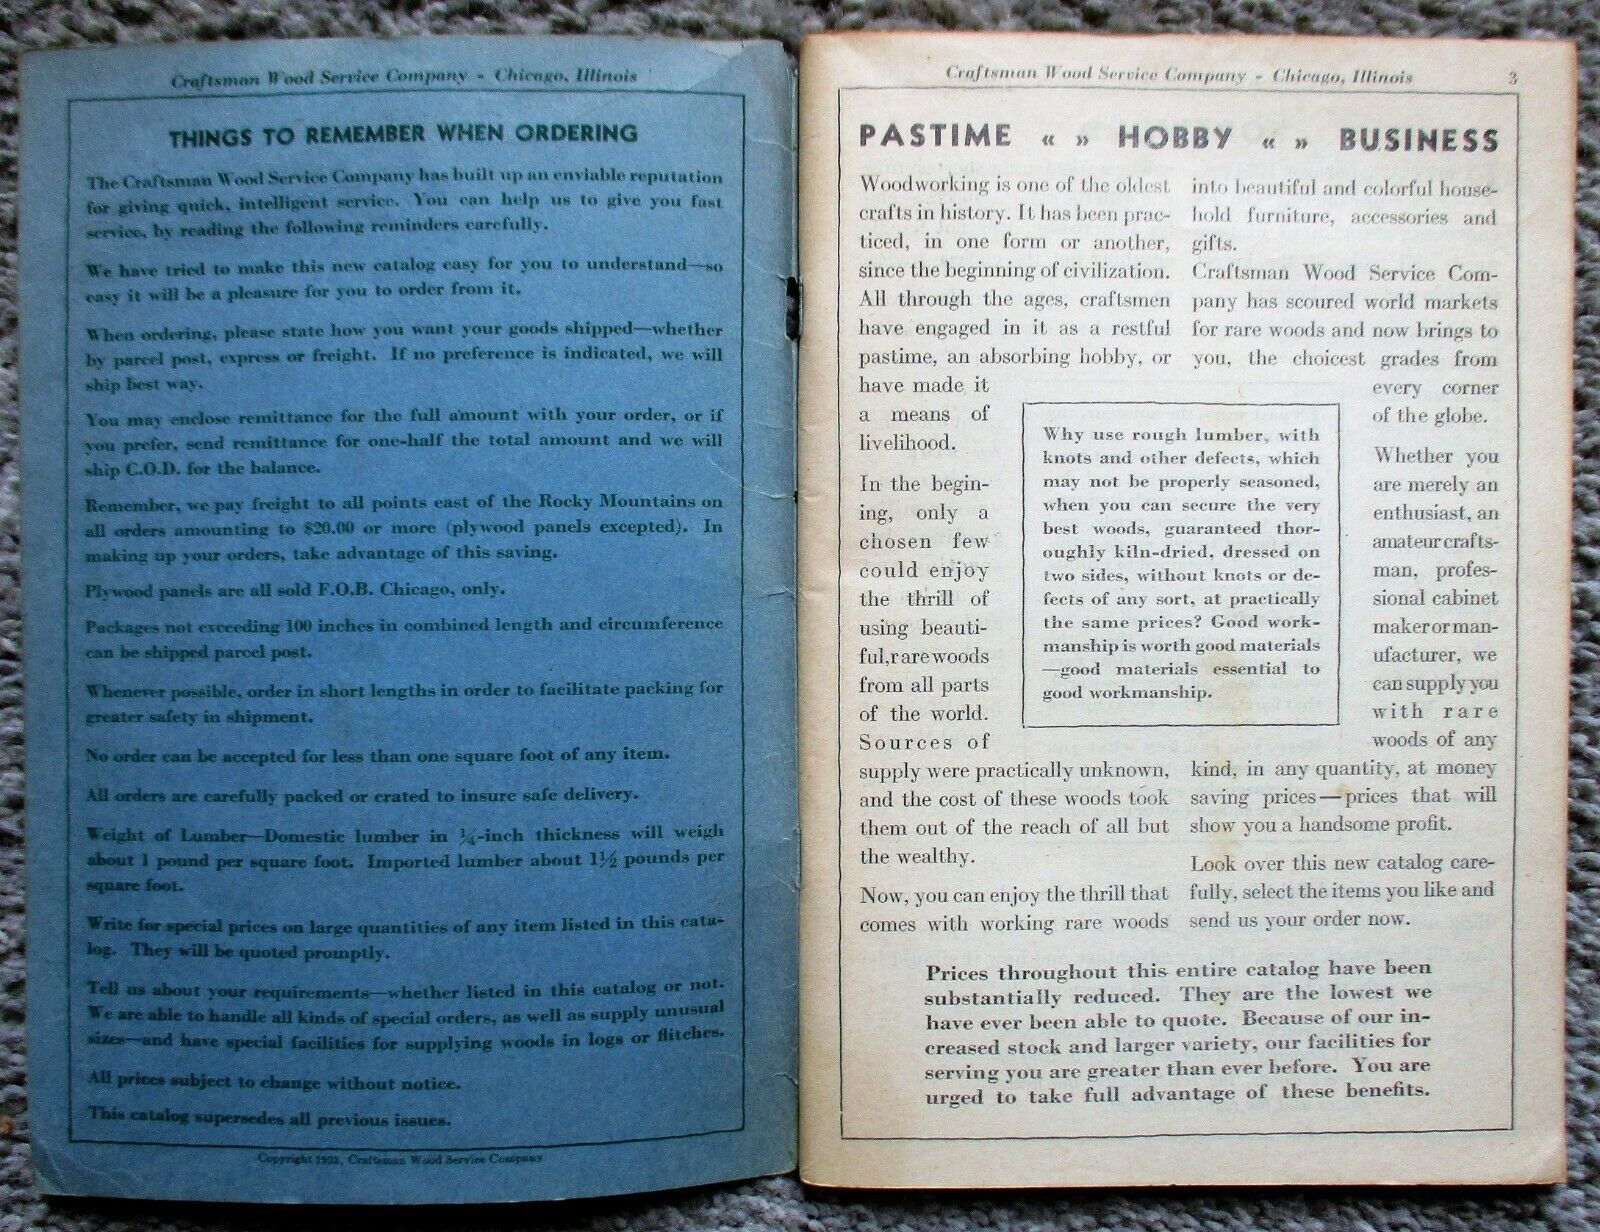 Craftsman Wood Service Company - Chicago, Illinois
THINGS TO REMEMBER WHEN ORDERING
The Craftsman Wood Service Company has built up an enviable reputation
for giving quick, intelligent service. You can help us to give you fast
service, by reading the following reminders carefully.
We have tried to make this new catalog easy for you to understand—so
easy it will be a pleasure for you to order from it.
When ordering, please state how you want your goods shipped—whether
by parcel post, express or freight. If no preference is indicated, we will
ship best way.
You may enclose remittance for the full amount with your order, or if
you prefer, send remittance for one-half the total amount and we will
ship C.O.D. for the balance.
Remember, we pay freight to all points east of the Rocky Mountains on
all orders amounting to $20.00 or more (plywood panels excepted). In
making up your orders, take advantage of this saving.
Plywood panels are all sold F.O.B. Chicago, only.
Packages not exceeding 100 inches in combined length and circumference
can be shipped parcel post.
Whenever possible, order in short lengths in order to facilitate packing for
greater safety in shipment.
No order can be accepted for less than one square foot of any item.
All orders are carefully packed or crated to insure safe delivery.
Weight of Lumber—Domestic lumber in ¼-inch thickness will weigh
about 1 pound per square foot. Imported lumber about 1½ pounds per
square foot.
Write for special prices on large quantities of any item listed in this cata-
log. They will be quoted promptly.
Tell us about your requirements—whether listed in this catalog or not.
We are able to handle all kinds of special orders, as well as supply unusual
sizes—and have special facilities for supplying woods in logs or flitches.
All prices subject to change without notice.
This catalog supersedes all previous issues.
Copyright 1933, Craftsman Wood Service Company
Craftsman Wood Service Company - Chicago, Illinois 3
PASTIME « » HOBBY « » BUSINESS
Woodworking is one of the oldest
crafts in history. It has been prac-
ticed, in one form or another,
since the beginning of civilization.
All through the ages, craftsmen
have engaged in it as a restful
pastime, an absorbing hobby, or
have made it
a means of
livelihood.
In the begin-
ing, only a
chosen few
could enjoy
the thrill of
using beauti-
ful, rare woods
from all parts
of the world.
Sources of
supply were practically unknown,
and the cost of these woods took
them out of the reach of all but
the wealthy.
Now, you can enjoy the thrill that
comes with working rare woods
into beautiful and colorful house-
hold furniture, accessories and
gifts.
Craftsman Wood Service Com-
pany has scoured world markets
for rare woods and now brings to
you, the choicest grades from
every corner
of the globe.
Whether you
are merely an
enthusiast, an
amateur crafts-
man, profes-
sional cabinet
maker or man-
ufacturer, we
can supply you
with rare
woods of any
kind, in any quantity, at money
saving prices—prices that will
show you a handsome profit.
Look over this new catalog care-
fully, select the items you like and
send us your order now.
Why use rough lumber, with
knots and other defects, which
may not be properly seasoned,
when you can secure the very
best woods, guaranteed thor-
oughly kiln-dried, dressed on
two sides, without knots or de-
fects of any sort, at practically
the same prices? Good work-
manship is worth good materials
—good materials essential to
good workmanship.
Prices throughout this entire catalog have been
substantially reduced. They are the lowest we
have ever been able to quote. Because of our in-
creased stock and larger variety, our facilities for
serving you are greater than ever before. You are
urged to take full advantage of these benefits.